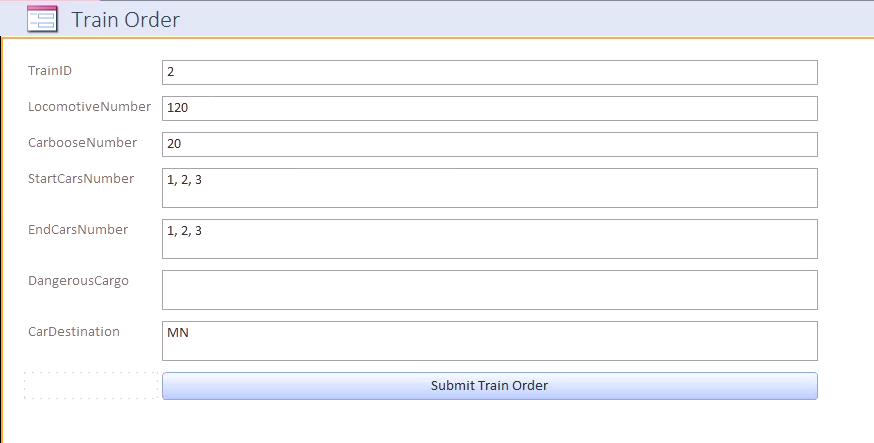 Train Order
TrainID 2
LocomotiveNumber 120
CarbooseNumber 20
StartCarsNumber 1, 2, 3
EndCarsNumber 1, 2, 3
DangerousCargo
CarDestination MN
Submit Train Order